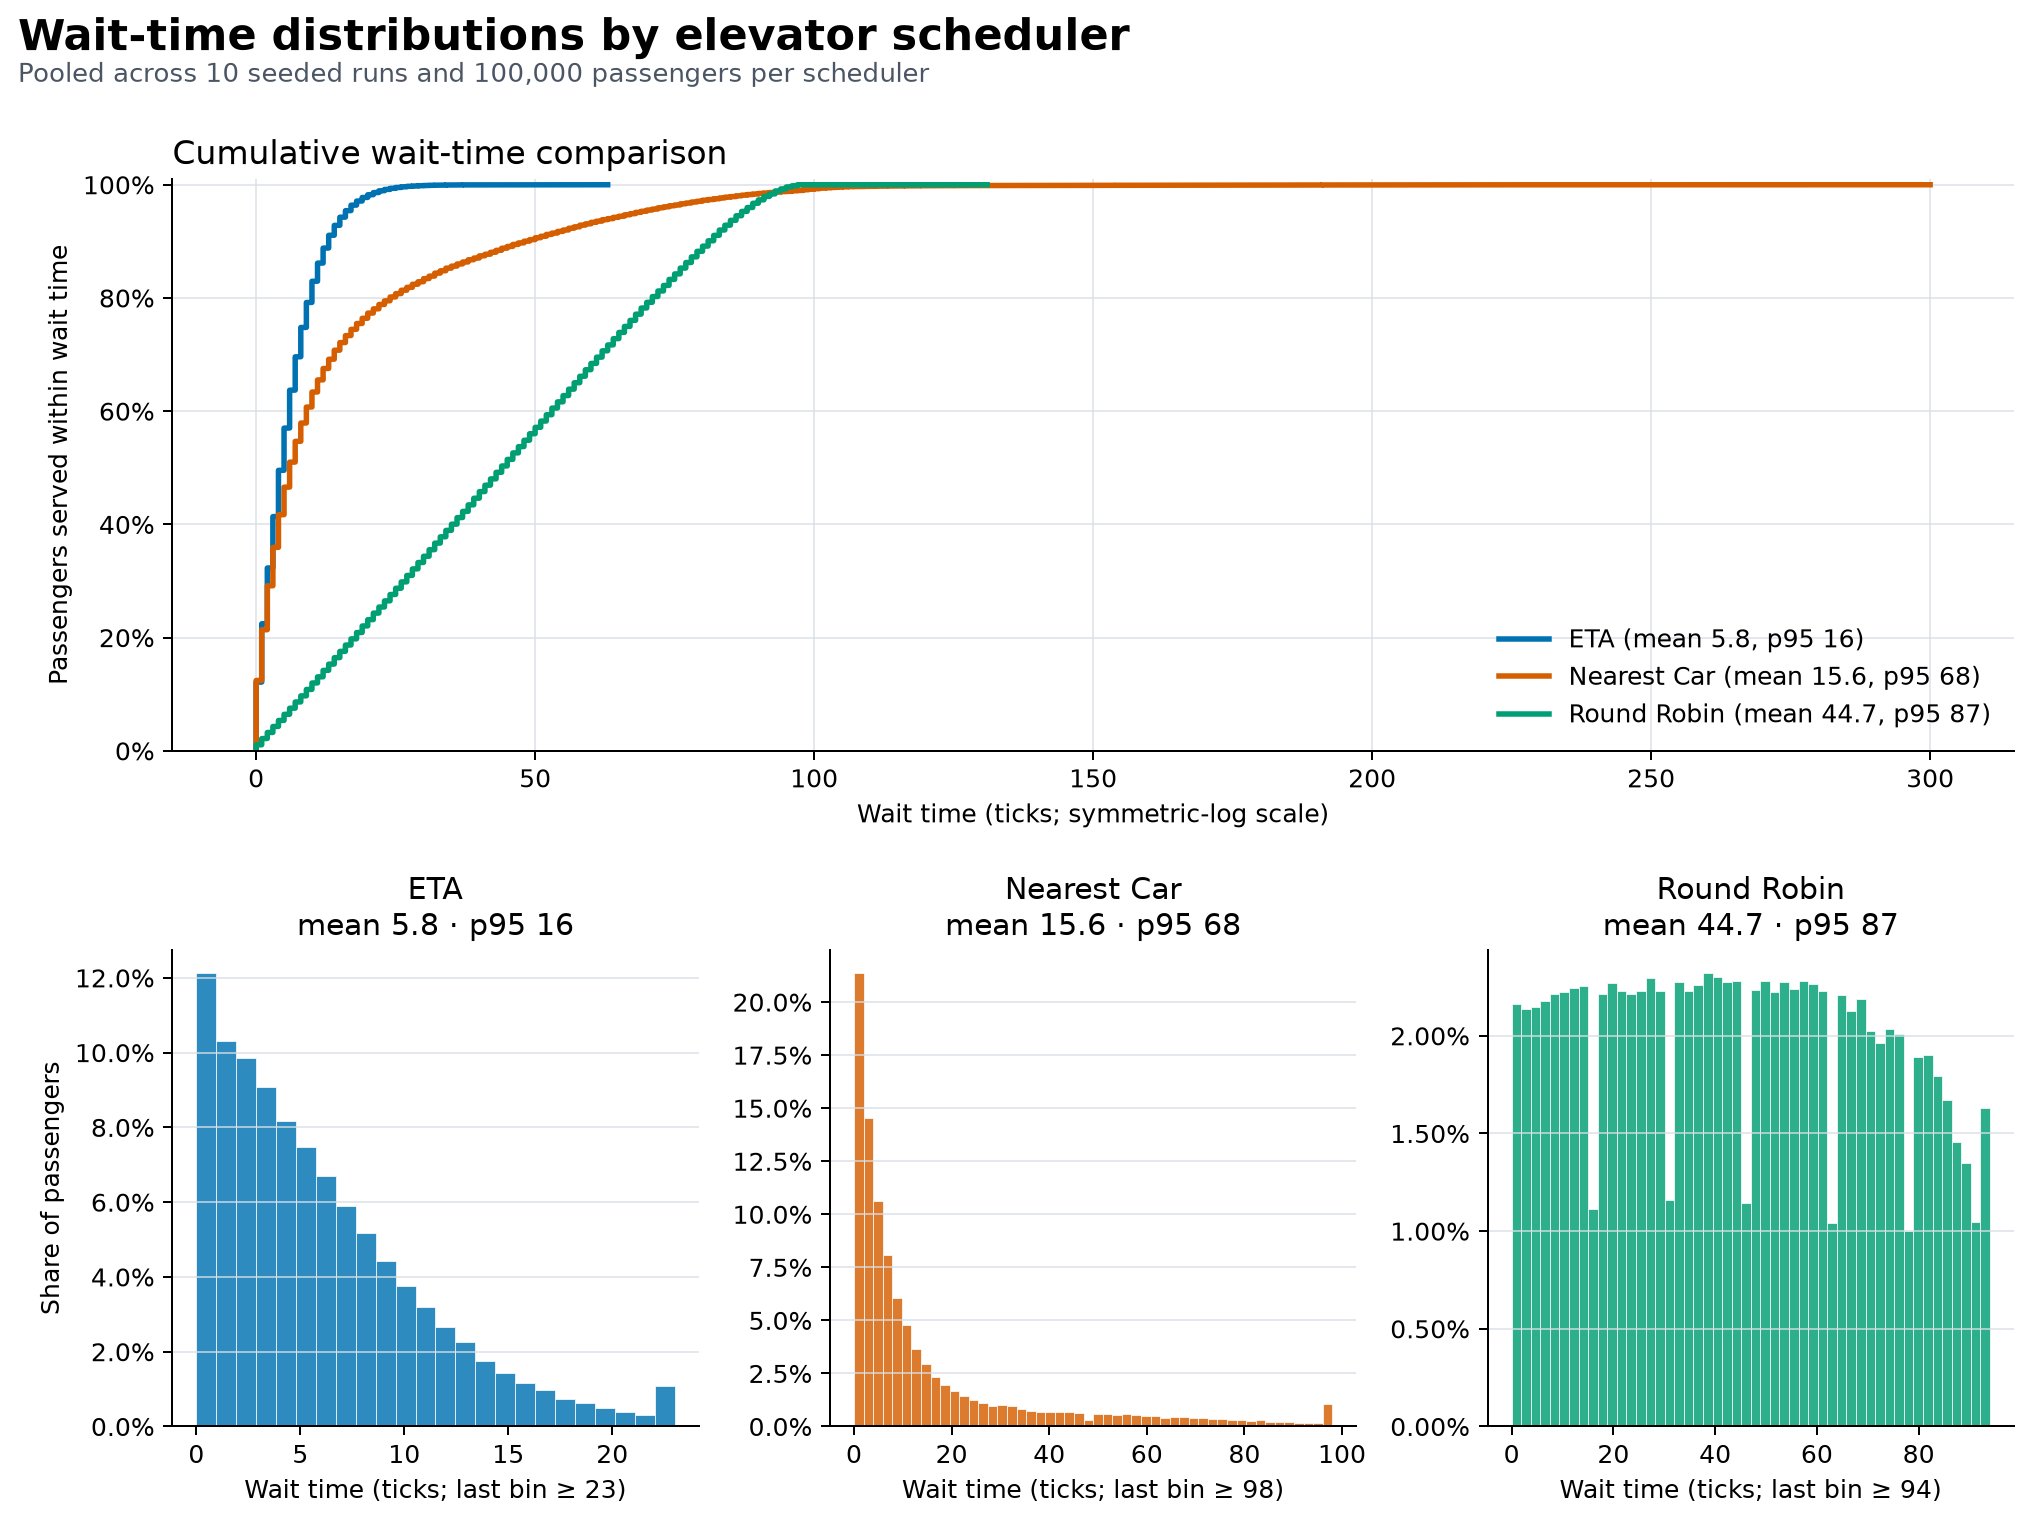 Wait-time distributions by elevator scheduler
Pooled across 10 seeded runs and 100,000 passengers per scheduler
Cumulative wait-time comparison
Passengers served within wait time
100%
80%
60%
40%
20%
0%
ETA (mean 5.8, p95 16)
Nearest Car (mean 15.6, p95 68)
Round Robin (mean 44.7, p95 87)
0 50 100 150 200 250 300
Wait time (ticks; symmetric-log scale)
ETA
mean 5.8 · p95 16
Share of passengers
12.0%
10.0%
8.0%
6.0%
4.0%
2.0%
0.0%
0 5 10 15 20
Wait time (ticks; last bin ≥ 23)
Nearest Car
mean 15.6 · p95 68
20.0%
17.5%
15.0%
12.5%
10.0%
7.5%
5.0%
2.5%
0.0%
0 20 40 60 80 100
Wait time (ticks; last bin ≥ 98)
Round Robin
mean 44.7 · p95 87
2.00%
1.50%
1.00%
0.50%
0.00%
0 20 40 60 80
Wait time (ticks; last bin ≥ 94)